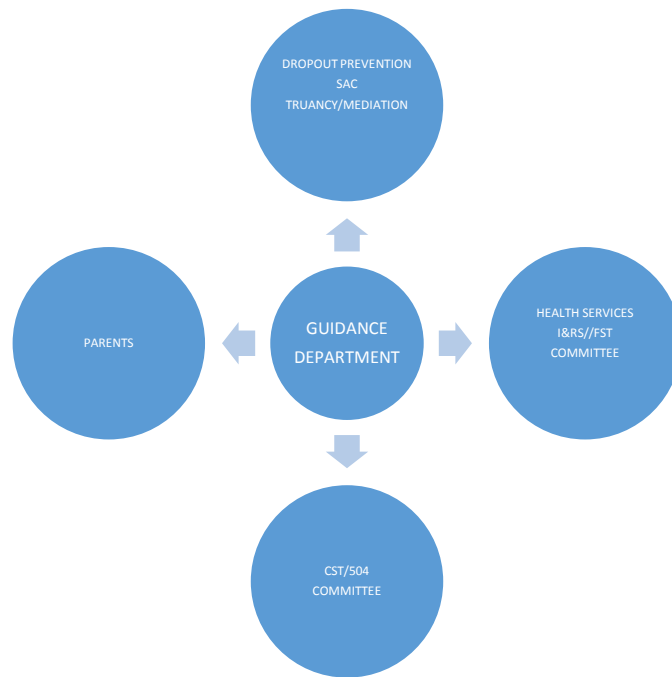 DROPOUT PREVENTION
SAC
TRUANCY/MEDIATION
PARENTS
GUIDANCE
DEPARTMENT
HEALTH SERVICES
I&RS//FST
COMMITTEE
CST/504
COMMITTEE